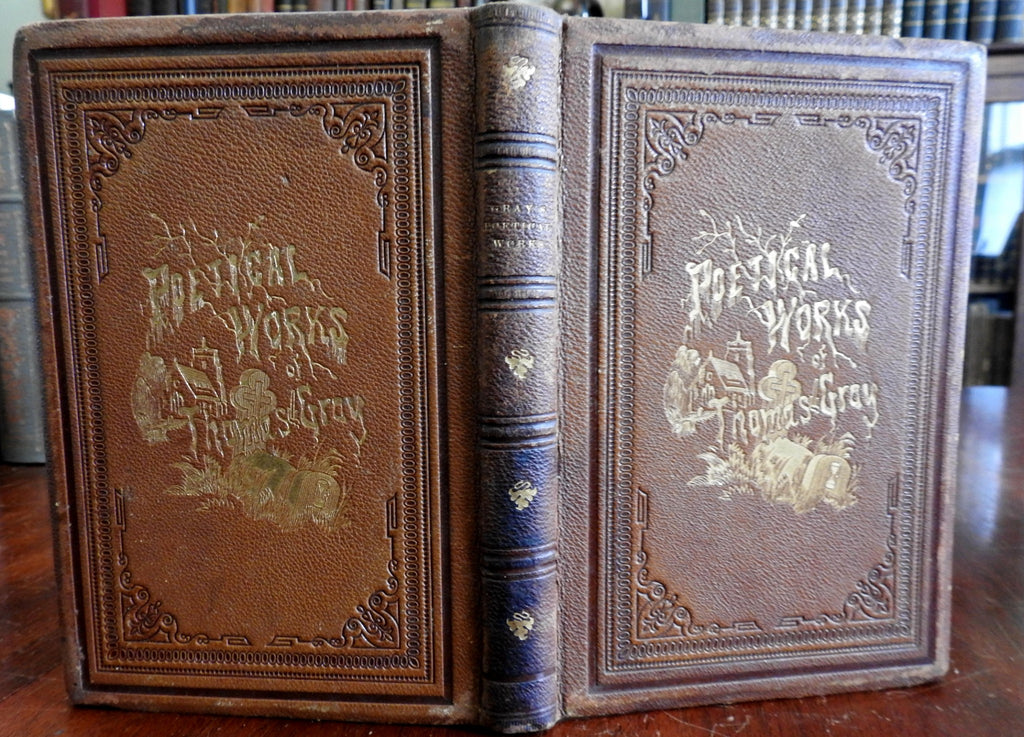 POETICAL
WORKS
of
Thomas Gray
GRAY'S
POETICAL
WORKS
POETICAL
WORKS
of
Thomas Gray